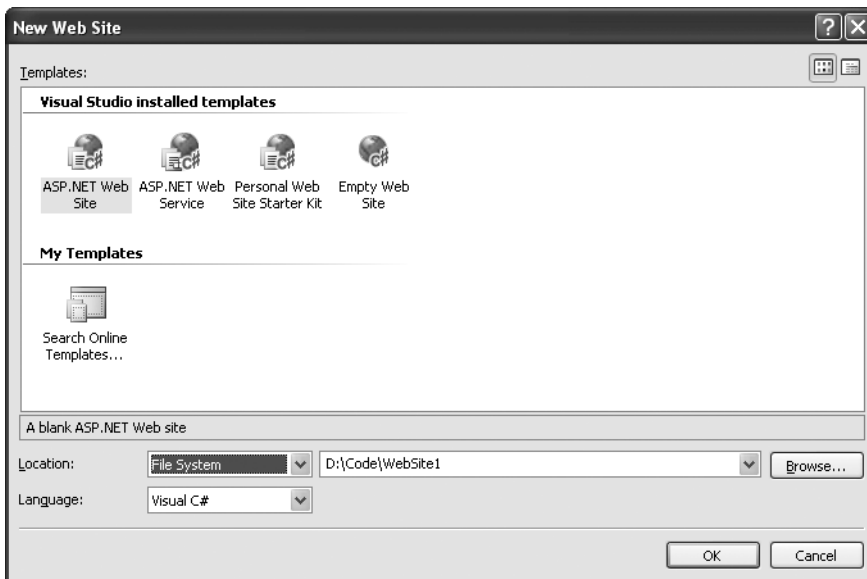 New Web Site
Templates:
Visual Studio installed templates
ASP.NET Web Site
ASP.NET Web Service
Personal Web Site Starter Kit
Empty Web Site
My Templates
Search Online Templates...
A blank ASP.NET Web site
Location:
File System
D:\Code\WebSite1
Browse...
Language:
Visual C#
OK
Cancel